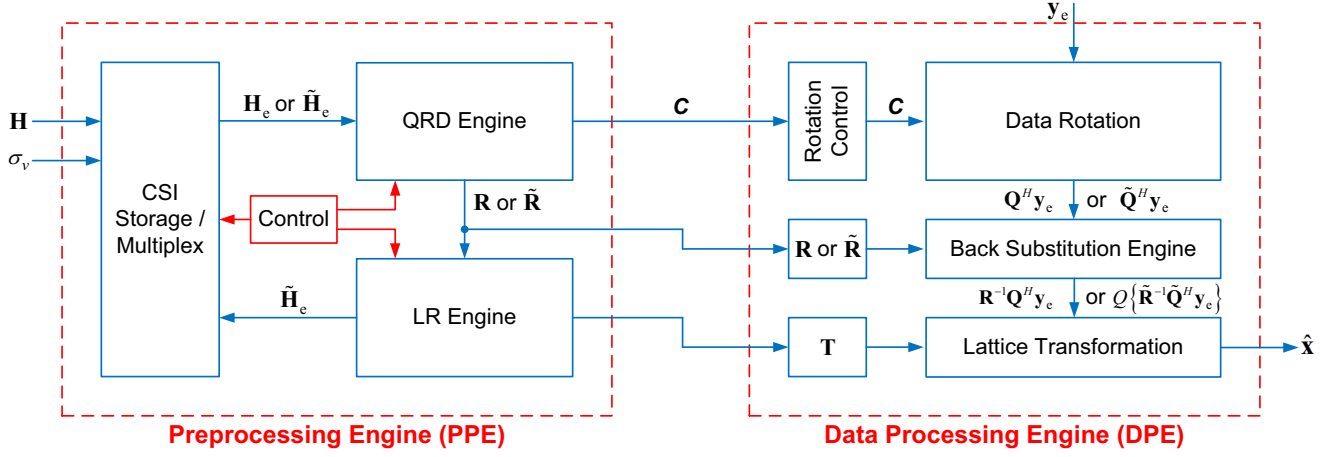 y_e
H
σ_v
CSI
Storage /
Multiplex
H_e or H̃_e
QRD Engine
C
Rotation
Control
C
Data Rotation
Control
R or R̃
Q^H y_e or Q̃^H y_e
R or R̃
Back Substitution Engine
H̃_e
LR Engine
R⁻¹Q^H y_e or Q{R̃⁻¹Q̃^H y_e}
T
Lattice Transformation
x̂
Preprocessing Engine (PPE)
Data Processing Engine (DPE)